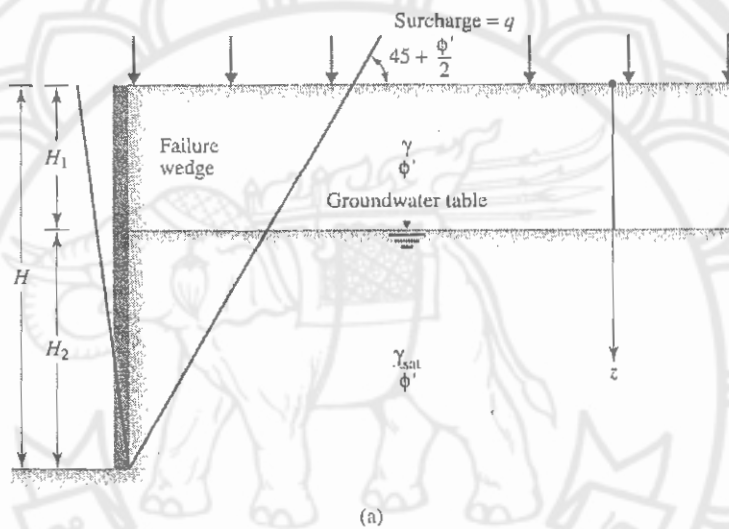 Surcharge = q
45 + φ'/2
H₁
Failure
wedge
γ
φ'
Groundwater table
H
H₂
γsat
φ'
z
(a)